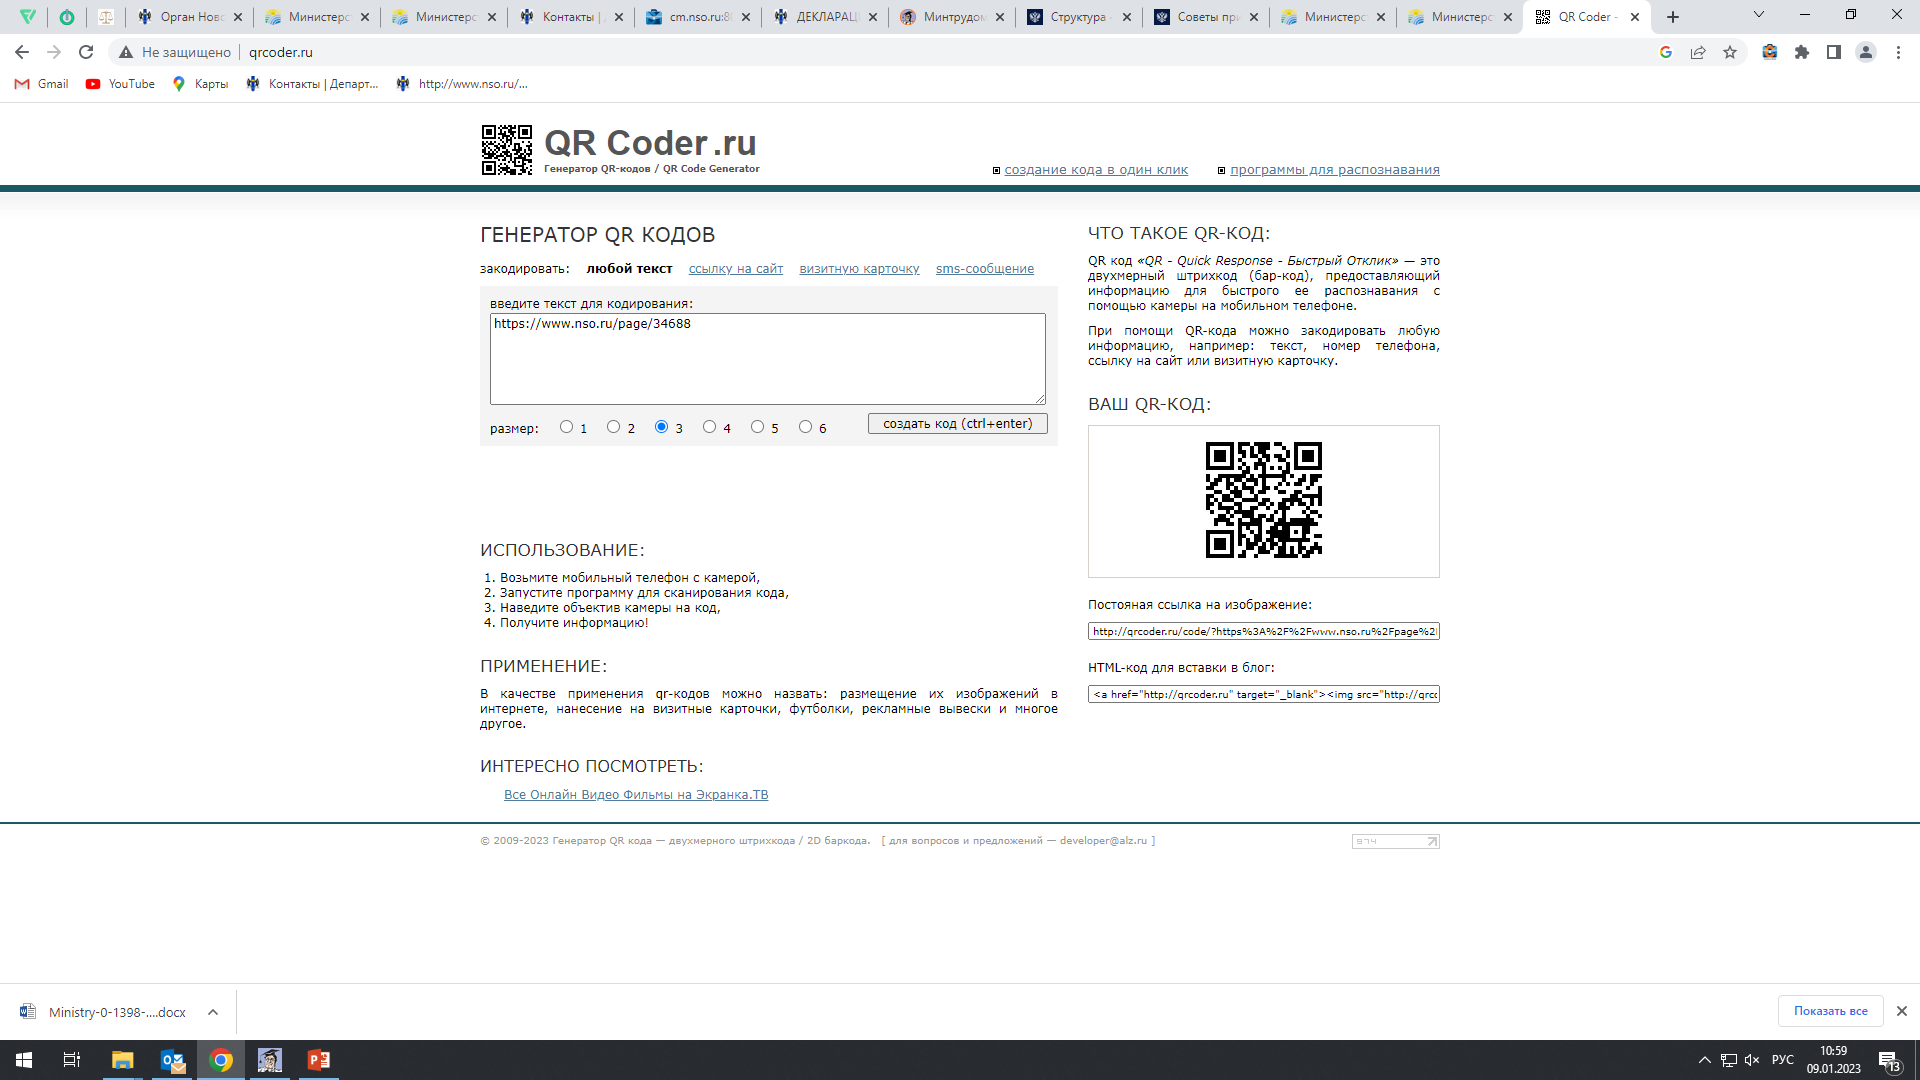 Орган Нов
Министерс
Министерс
Контакты |
cm.nso.ru:8
ДЕКЛАРАЦ
Минтрудом
Структура
Советы при
Министерс
Министерс
QR Coder -
Не защищено
qrcoder.ru
Gmail
YouTube
Карты
Контакты | Департ...
http://www.nso.ru/...
QR Coder.ru
Генератор QR-кодов / QR Code Generator
создание кода в один клик
программы для распознавания
ГЕНЕРАТОР QR КОДОВ
закодировать: любой текст ссылку на сайт визитную карточку sms-сообщение
введите текст для кодирования:
https://www.nso.ru/page/34688
размер: 1 2 3 4 5 6
создать код (ctrl+enter)
ИСПОЛЬЗОВАНИЕ:
1. Возьмите мобильный телефон с камерой,
2. Запустите программу для сканирования кода,
3. Наведите объектив камеры на код,
4. Получите информацию!
ПРИМЕНЕНИЕ:
В качестве применения qr-кодов можно назвать: размещение их изображений в
интернете, нанесение на визитные карточки, футболки, рекламные вывески и многое
другое.
ИНТЕРЕСНО ПОСМОТРЕТЬ:
Все Онлайн Видео Фильмы на Экранка.ТВ
ЧТО ТАКОЕ QR-КОД:
QR код «QR - Quick Response - Быстрый Отклик» — это
двухмерный штрихкод (бар-код), предоставляющий
информацию для быстрого ее распознавания с
помощью камеры на мобильном телефоне.
При помощи QR-кода можно закодировать любую
информацию, например: текст, номер телефона,
ссылку на сайт или визитную карточку.
ВАШ QR-КОД:
Постояная ссылка на изображение:
http://qrcoder.ru/code/?https%3A%2F%2Fwww.nso.ru%2Fpage%2
HTML-код для вставки в блог:
<a href="http://qrcoder.ru" target="_blank"><img src="http://qrc
© 2009-2023 Генератор QR кода — двухмерного штрихкода / 2D баркода. [ для вопросов и предложений — developer@alz.ru ]
Ministry-0-1398-....docx
Показать все
РУС
10:59
09.01.2023
13